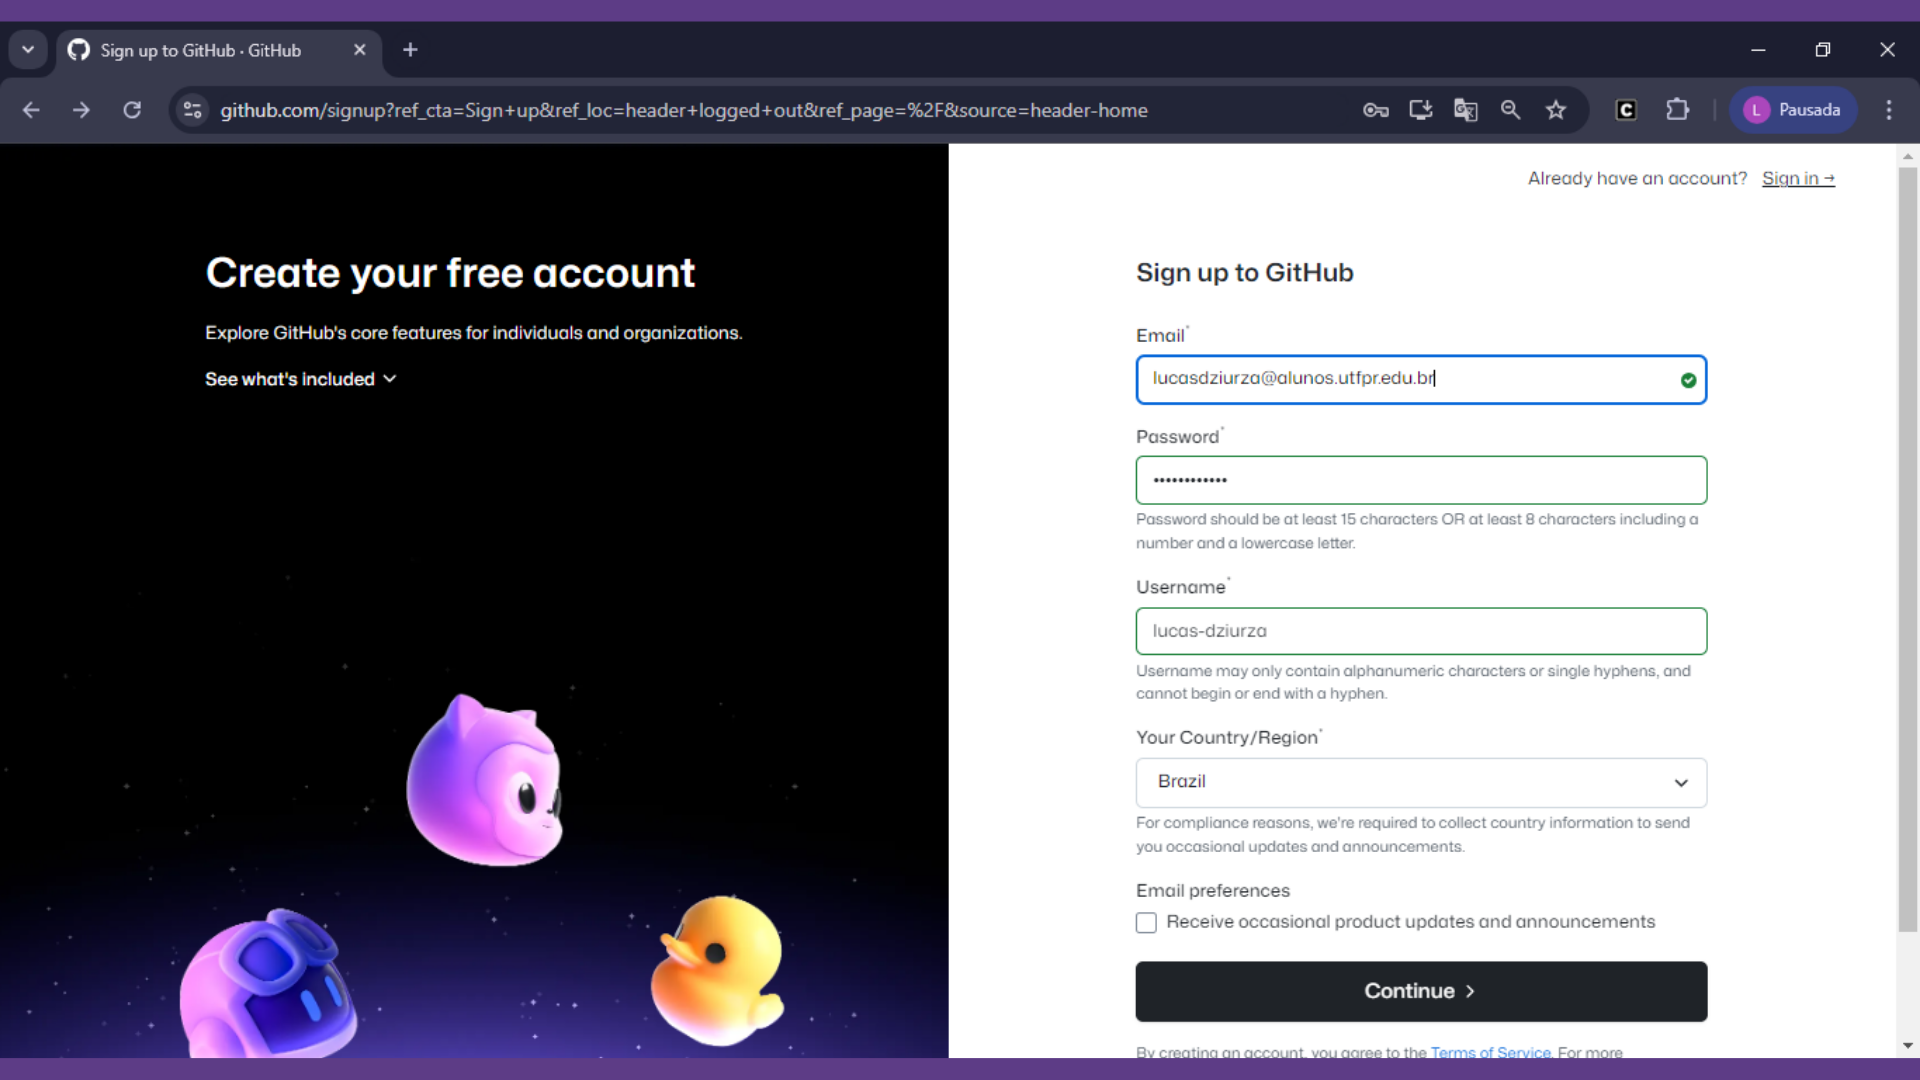 Sign up to GitHub · GitHub
github.com/signup?ref_cta=Sign+up&ref_loc=header+logged+out&ref_page=%2F&source=header-home
C
L Pausada
Create your free account
Explore GitHub's core features for individuals and organizations.
See what's included
Already have an account? Sign in →
Sign up to GitHub
Email*
lucasdziurza@alunos.utfpr.edu.br
Password*
••••••••••••
Password should be at least 15 characters OR at least 8 characters including a
number and a lowercase letter.
Username*
lucas-dziurza
Username may only contain alphanumeric characters or single hyphens, and
cannot begin or end with a hyphen.
Your Country/Region*
Brazil
For compliance reasons, we're required to collect country information to send
you occasional updates and announcements.
Email preferences
Receive occasional product updates and announcements
Continue >
By creating an account, you agree to the Terms of Service. For more